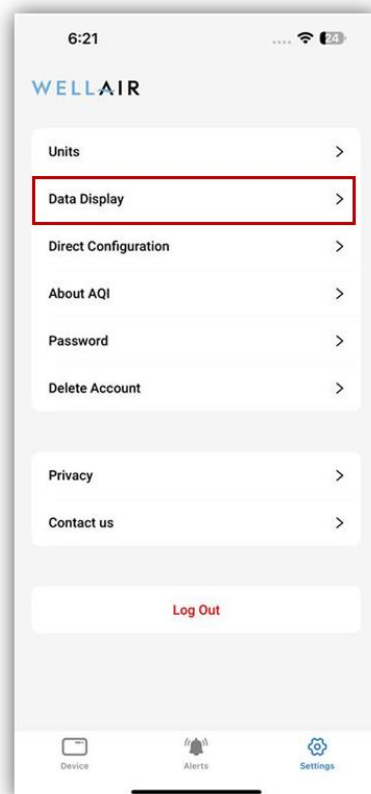 6:21
24
WELLAIR
Units
Data Display
Direct Configuration
About AQI
Password
Delete Account
Privacy
Contact us
Log Out
Device
Alerts
Settings